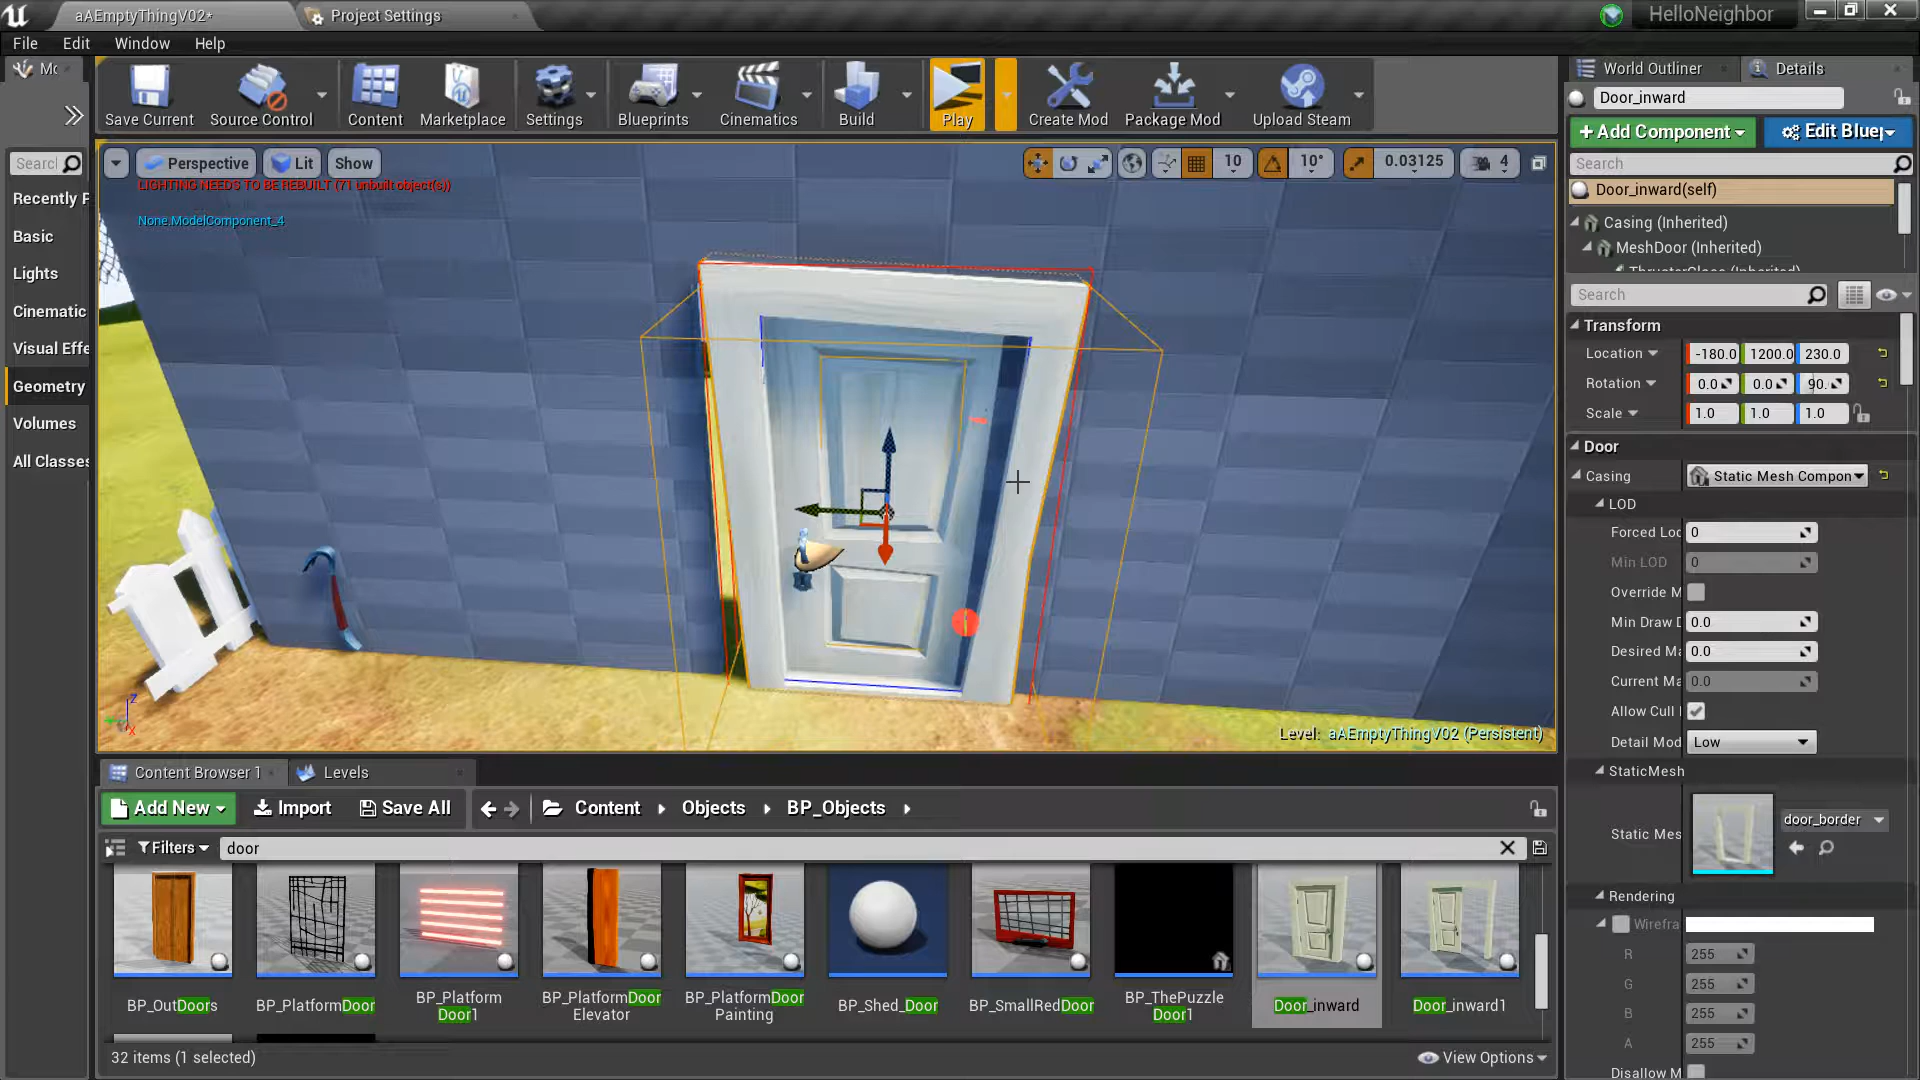 aAEmptyThingV02*
Project Settings
HelloNeighbor
File
Edit
Window
Help
Save Current
Source Control
Content
Marketplace
Settings
Blueprints
Cinematics
Build
Play
Create Mod
Package Mod
Upload Steam
World Outliner
Details
Door_inward
Add Component
Edit Bluep
Search
Door_inward(self)
Casing (Inherited)
MeshDoor (Inherited)
Search
Transform
Location
-180.0
1200.0
230.0
Rotation
0.0
0.0
90.
Scale
1.0
1.0
1.0
Door
Casing
Static Mesh Compon
LOD
Forced Loc
0
Min LOD
0
Override M
Min Draw D
0.0
Desired Ma
0.0
Current Ma
0.0
Allow Cull
Detail Mod
Low
StaticMesh
Static Mes
door_border
Rendering
Wirefra
R
255
G
255
B
255
A
255
Disallow M
Searc
Recently P
Basic
Lights
Cinematic
Visual Effe
Geometry
Volumes
All Classes
Perspective
Lit
Show
10
10°
0.03125
4
LIGHTING NEEDS TO BE REBUILT (71 unbuilt object(s))
None.ModelComponent_4
Level: aAEmptyThingV02 (Persistent)
Content Browser 1
Levels
Add New
Import
Save All
Content
Objects
BP_Objects
Filters
door
BP_OutDoors
BP_PlatformDoor
BP_Platform
Door1
BP_PlatformDoor
Elevator
BP_PlatformDoor
Painting
BP_Shed_Door
BP_SmallRedDoor
BP_ThePuzzle
Door1
Door_inward
Door_inward1
32 items (1 selected)
View Options